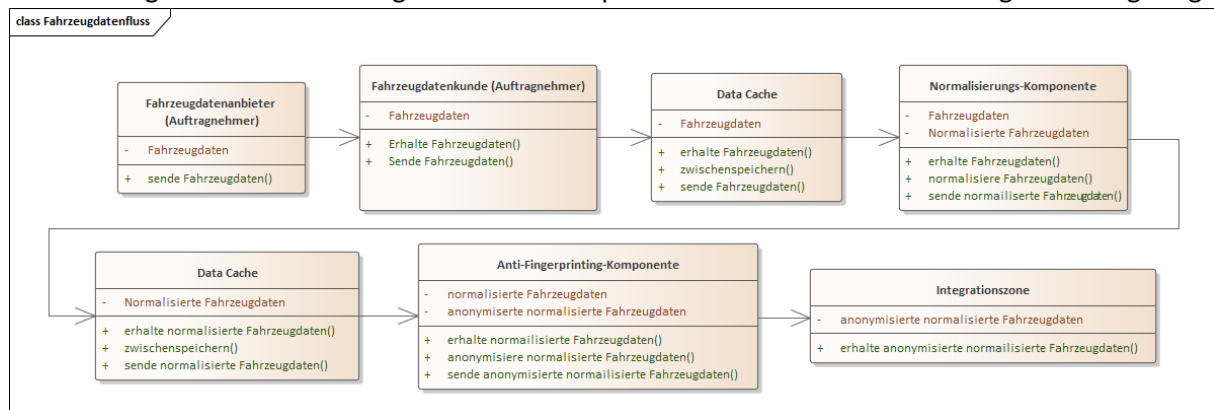 class Fahrzeugdatenfluss
Fahrzeugdatenanbieter
(Auftragnehmer)
- Fahrzeugdaten
+ sende Fahrzeugdaten()
Fahrzeugdatenkunde (Auftragnehmer)
- Fahrzeugdaten
+ Erhalte Fahrzeugdaten()
+ Sende Fahrzeugdaten()
Data Cache
- Fahrzeugdaten
+ erhalte Fahrzeugdaten()
+ zwischenspeichern()
+ sende Fahrzeugdaten()
Normalisierungs-Komponente
- Fahrzeugdaten
- Normalisierte Fahrzeugdaten
+ erhalte Fahrzeugdaten()
+ normalisiere Fahrzeugdaten()
+ sende normailiserte Fahrzeugdaten()
Data Cache
- Normalisierte Fahrzeugdaten
+ erhalte normalisierte Fahrzeugdaten()
+ zwischenspeichern()
+ sende normalisierte Fahrzeugdaten()
Anti-Fingerprinting-Komponente
- normalisierte Fahrzeugdaten
- anonymiserte normalisierte Fahrzeugdaten
+ erhalte normailisierte Fahrzeugdaten()
+ anonymisiere normalisierte Fahrzeugdaten()
+ sende anonymisierte normailisierte Fahrzeugdaten()
Integrationszone
- anonymisierte normalisierte Fahrzeugdaten
+ erhalte anonymisierte normailisierte Fahrzeugdaten()